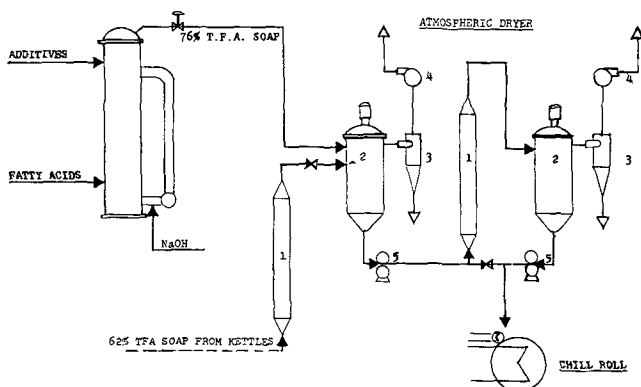 ATMOSPHERIC DRYER
76% T.F.A. SOAP
ADDITIVES
4
4
1
2
3
2
3
FATTY ACIDS
NaOH
1
5
5
62% TFA SOAP FROM KETTLES
CHILL ROLL